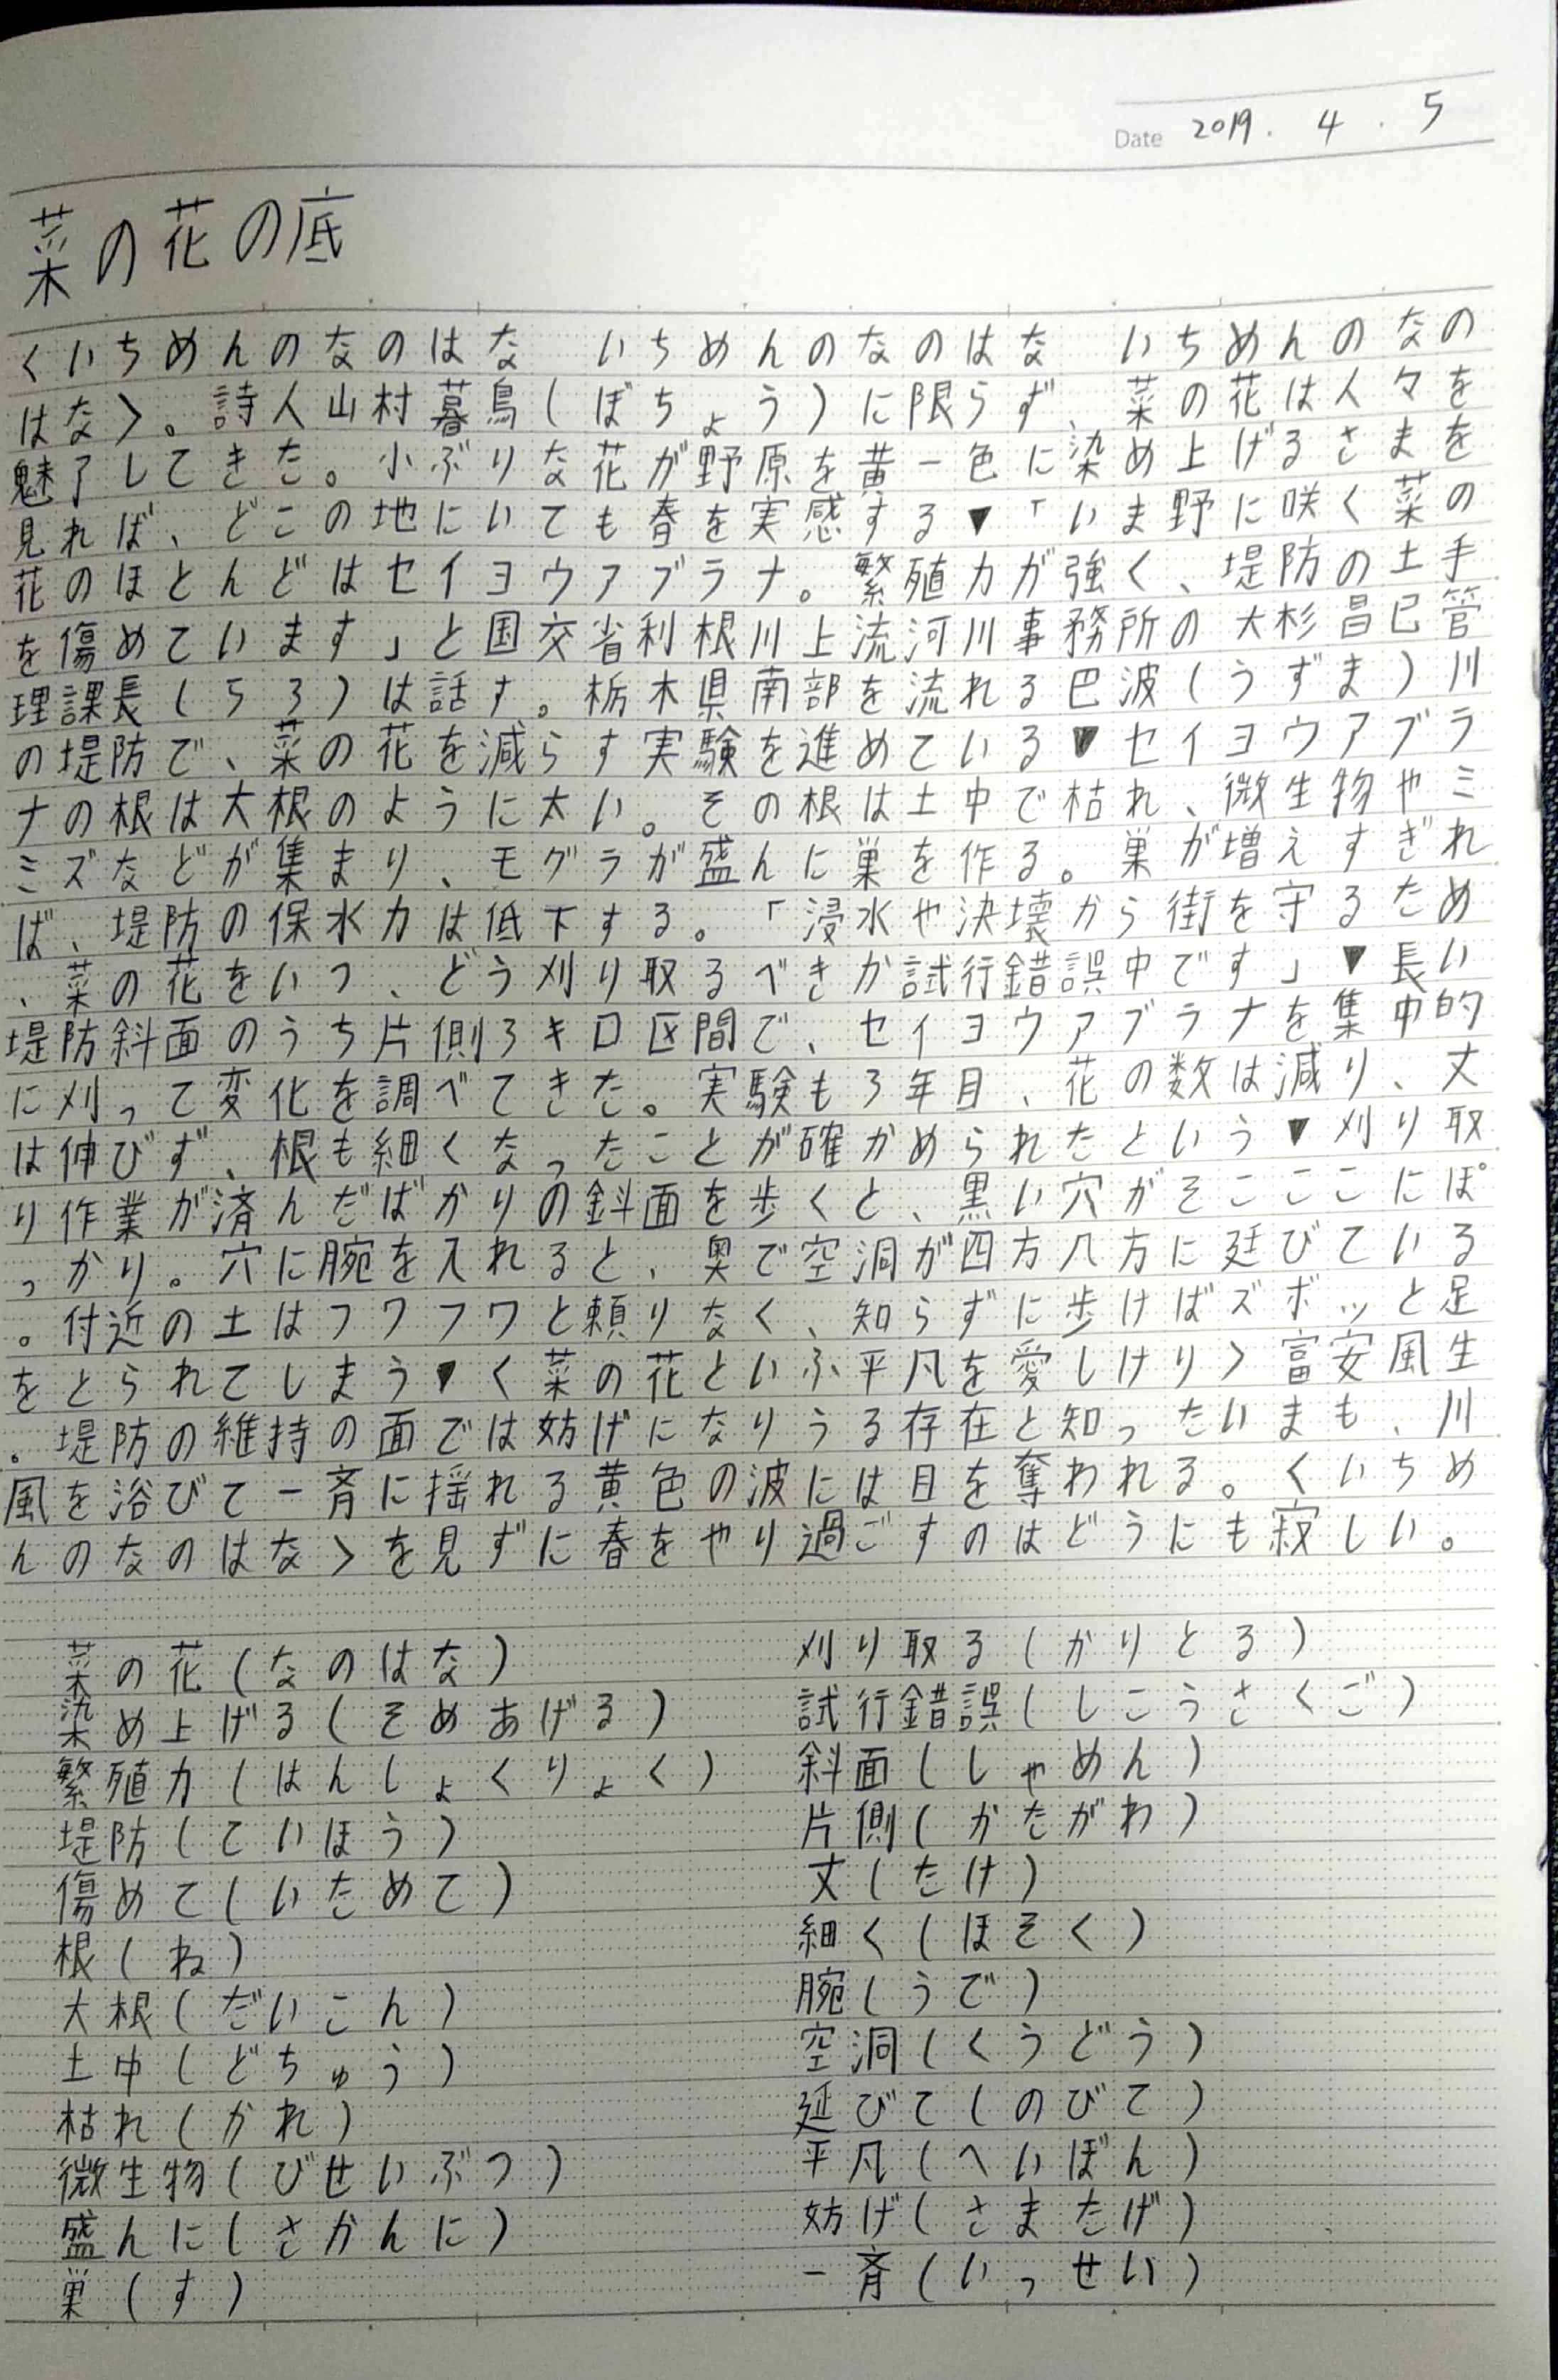 Date 2019. 4. 5
菜の花の底
くいちめんのなのはな　いちめんのなのはな　いちめんのなの
はな〉。詩人山村暮鳥(ぼちょう)に限らず、菜の花は人々を
魅了してきた。小ぶりな花が野原を黄一色に染め上げるさまを
見れば、どこの地にいても春を実感する▼「いま野に咲く菜の
花のほとんどはセイヨウアブラナ。繁殖力が強く、堤防の土手
を傷めています」と国交省利根川上流河川事務所の大杉昌巳管
理課長(53)は話す。栃木県南部を流れる巴波(うずま)川
の堤防で、菜の花を減らす実験を進めている▼セイヨウアブラ
ナの根は大根のように太い。その根は土中で枯れ、微生物やミ
ミズなどが集まり、モグラが盛んに巣を作る。巣が増えすぎれ
ば、堤防の保水力は低下する。「浸水や決壊から街を守るため
、菜の花をいつ、どう刈り取るべきか試行錯誤中です」▼長い
堤防斜面のうち片側3キロ区間で、セイヨウアブラナを集中的
に刈って変化を調べてきた。実験も3年目、花の数は減り、丈
は伸びず、根も細くなったことが確かめられたという▼刈り取
り作業が済んだばかりの斜面を歩くと、黒い穴がそこここにぽ
っかり。穴に腕を入れると、奥で空洞が四方八方に延びている
。付近の土はフワフワと頼りなく、知らずに歩けばズボッと足
をとられてしまう▼〈菜の花といふ平凡を愛しけり〉富安風生
。堤防の維持の面では妨げになりうる存在と知ったいまも、川
風を浴びて一斉に揺れる黄色の波には目を奪われる。〈いちめ
んのなのはな〉を見ずに春をやり過ごすのはどうにも寂しい。
菜の花(なのはな)
染め上げる(そめあげる)
繁殖力(はんしょくりょく)
堤防(ていほう)
傷めて(いためて)
根(ね)
大根(だいこん)
土中(どちゅう)
枯れ(かれ)
微生物(びせいぶつ)
盛んに(さかんに)
巣(す)
刈り取る(かりとる)
試行錯誤(しこうさくご)
斜面(しゃめん)
片側(かたがわ)
丈(たけ)
細く(ほそく)
腕(うで)
空洞(くうどう)
延びて(のびて)
平凡(へいぼん)
妨げ(さまたげ)
一斉(いっせい)